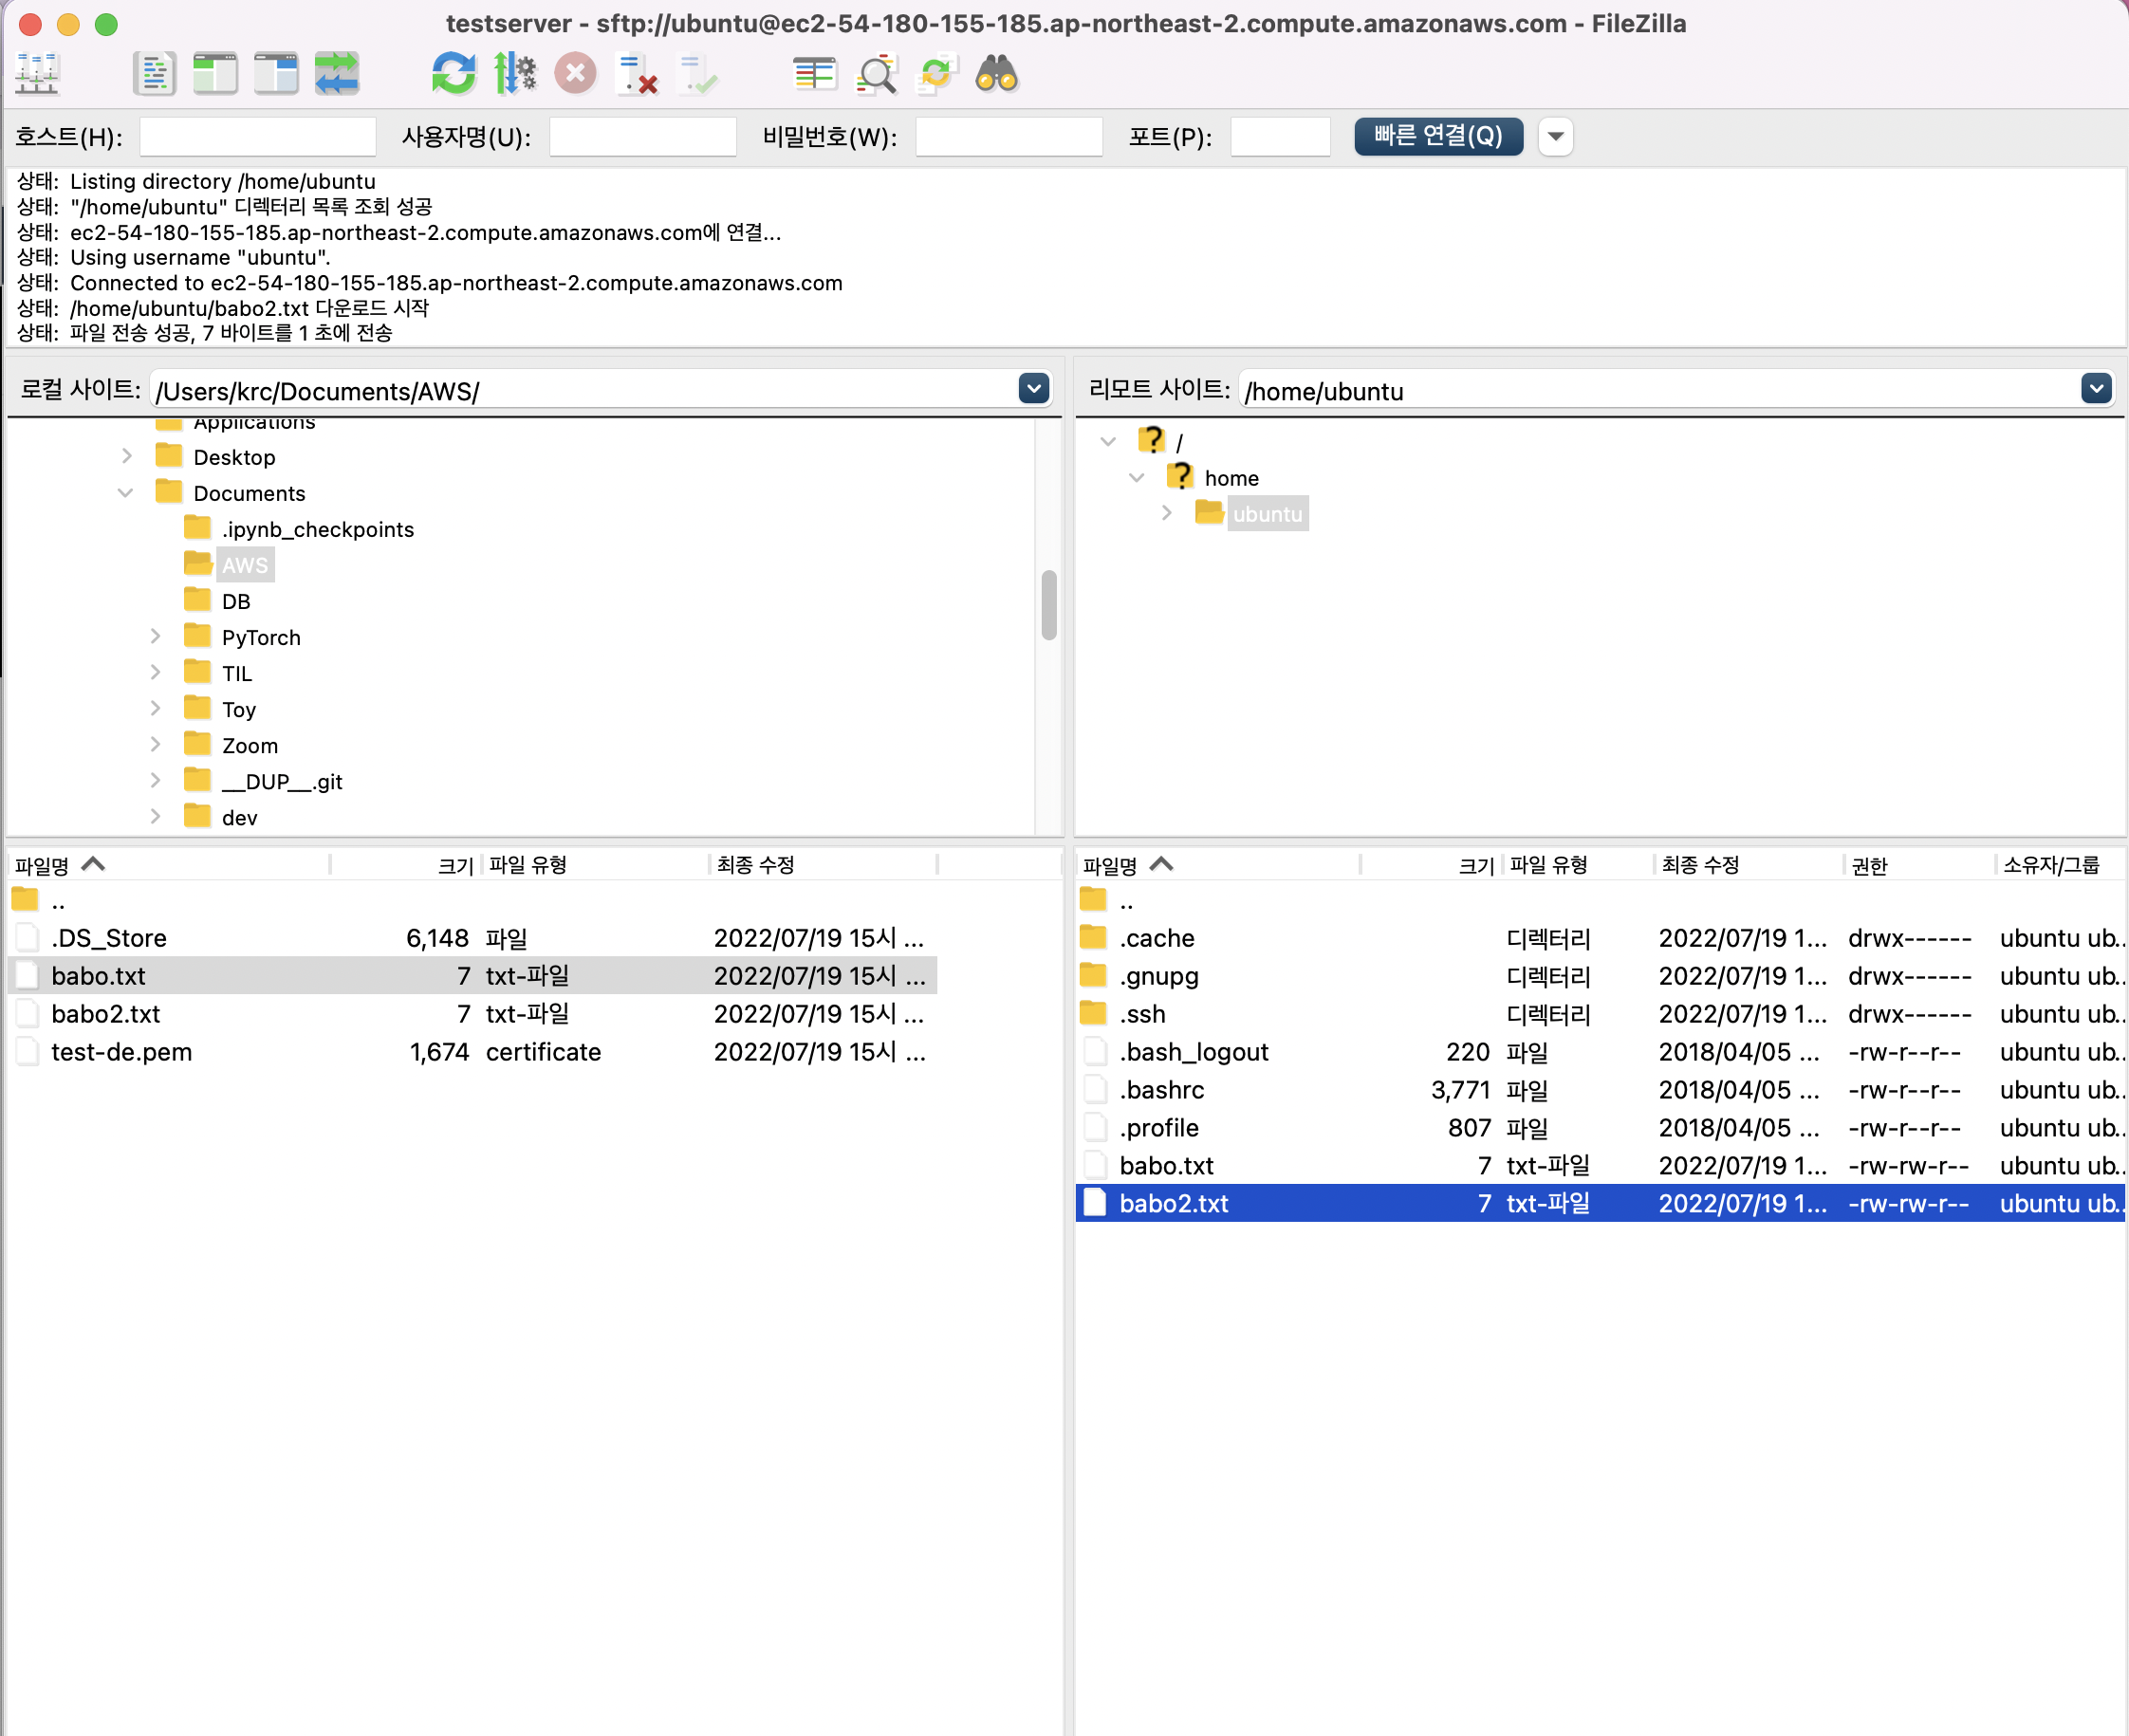 testserver - sftp://ubuntu@ec2-54-180-155-185.ap-northeast-2.compute.amazonaws.com - FileZilla
호스트(H): 사용자명(U): 비밀번호(W): 포트(P): 빠른 연결(Q)
상태: Listing directory /home/ubuntu
상태: "/home/ubuntu" 디렉터리 목록 조회 성공
상태: ec2-54-180-155-185.ap-northeast-2.compute.amazonaws.com에 연결...
상태: Using username "ubuntu".
상태: Connected to ec2-54-180-155-185.ap-northeast-2.compute.amazonaws.com
상태: /home/ubuntu/babo2.txt 다운로드 시작
상태: 파일 전송 성공, 7 바이트를 1 초에 전송
로컬 사이트: /Users/krc/Documents/AWS/
Applications
Desktop
Documents
.ipynb_checkpoints
AWS
DB
PyTorch
TIL
Toy
Zoom
__DUP__.git
dev
리모트 사이트: /home/ubuntu
? /
? home
ubuntu
파일명 크기 파일 유형 최종 수정
..
.DS_Store 6,148 파일 2022/07/19 15시 ...
babo.txt 7 txt-파일 2022/07/19 15시 ...
babo2.txt 7 txt-파일 2022/07/19 15시 ...
test-de.pem 1,674 certificate 2022/07/19 15시 ...
파일명 크기 파일 유형 최종 수정 권한 소유자/그룹
..
.cache 디렉터리 2022/07/19 1... drwx------ ubuntu ub..
.gnupg 디렉터리 2022/07/19 1... drwx------ ubuntu ub..
.ssh 디렉터리 2022/07/19 1... drwx------ ubuntu ub..
.bash_logout 220 파일 2018/04/05 ... -rw-r--r-- ubuntu ub..
.bashrc 3,771 파일 2018/04/05 ... -rw-r--r-- ubuntu ub..
.profile 807 파일 2018/04/05 ... -rw-r--r-- ubuntu ub..
babo.txt 7 txt-파일 2022/07/19 1... -rw-rw-r-- ubuntu ub..
babo2.txt 7 txt-파일 2022/07/19 1... -rw-rw-r-- ubuntu ub..